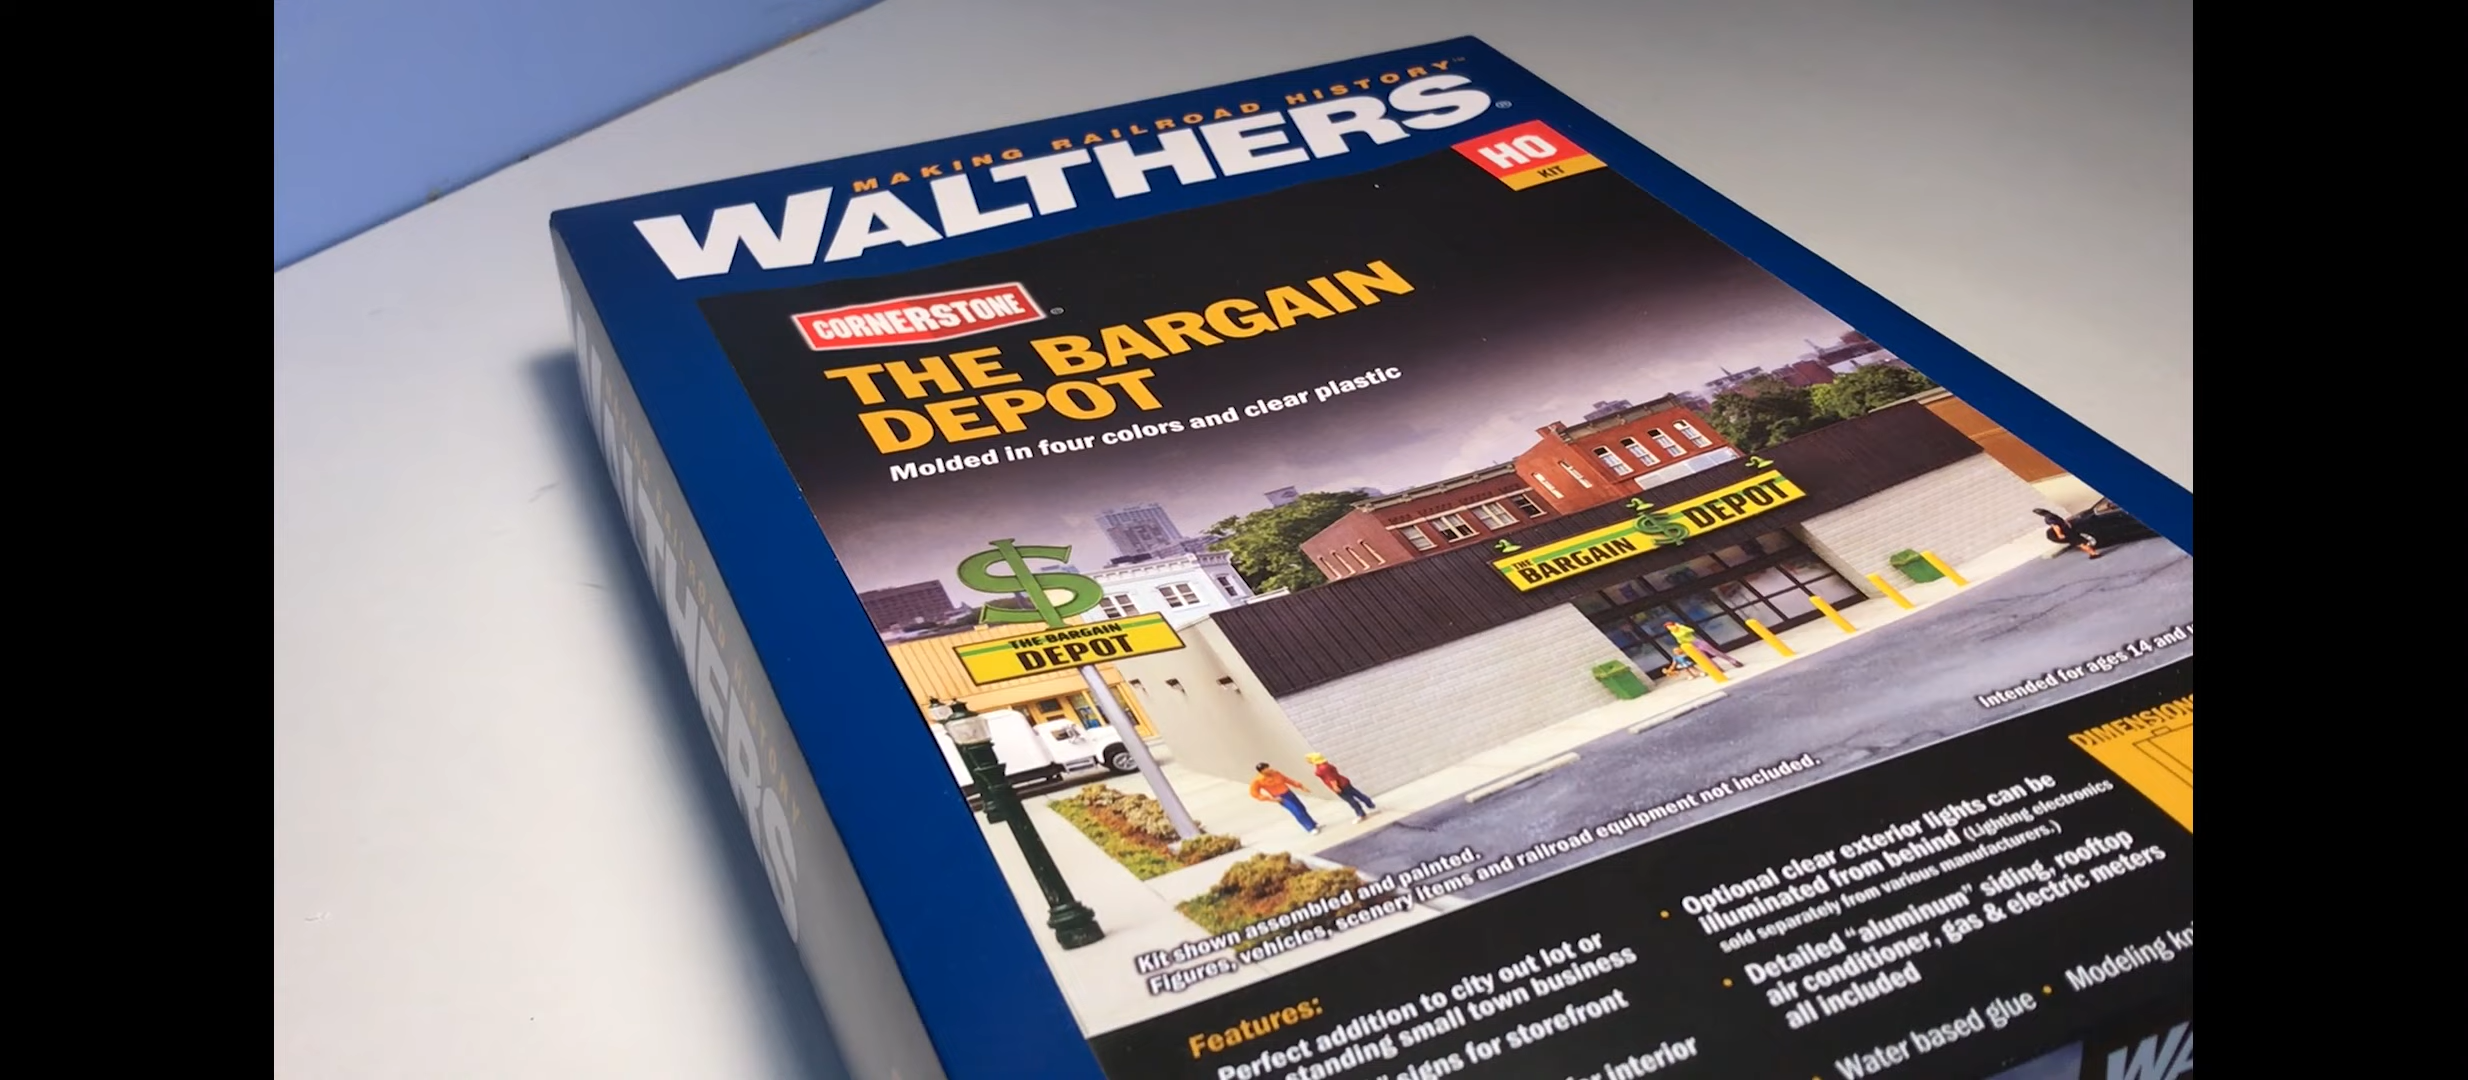 MAKING RAILROAD HISTORY™
WALTHERS®
HO
KIT
CORNERSTONE®
THE BARGAIN
DEPOT
Molded in four colors and clear plastic
THE BARGAIN $ DEPOT
$
THE BARGAIN
DEPOT
Intended for ages 14 and
Kit shown assembled and painted.
Figures, vehicles, scenery items and railroad equipment not included.
Features:
Perfect addition to city out lot or
standing small town business
signs for storefront
interior
• Optional clear exterior lights can be
illuminated from behind (Lighting electronics
sold separately from various manufacturers.)
• Detailed “aluminum” siding, rooftop
air conditioner, gas & electric meters
all included
• Water based glue • Modeling
MAKING RAILROAD HISTORY
WALTHERS